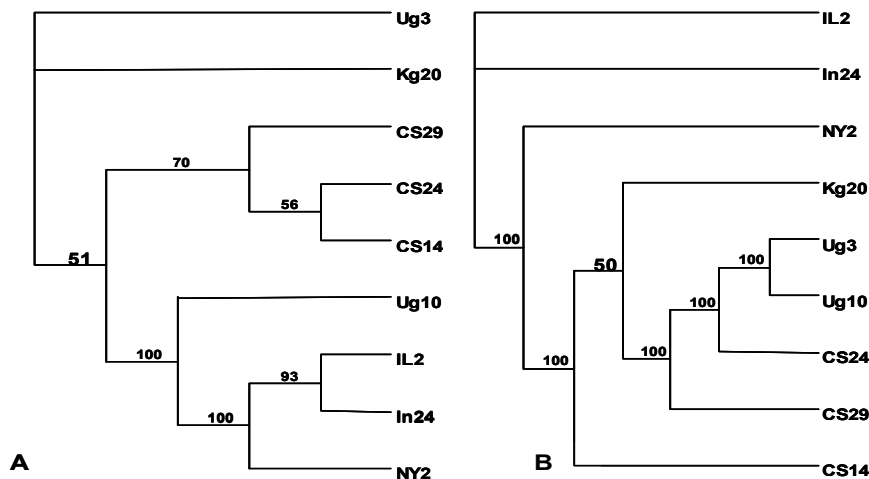 Ug3
Kg20
CS29
70
CS24
56
CS14
51
Ug10
100
IL2
93
In24
100
NY2
A
IL2
In24
NY2
Kg20
Ug3
100
100
50
Ug10
100
CS24
100
100
CS29
CS14
B